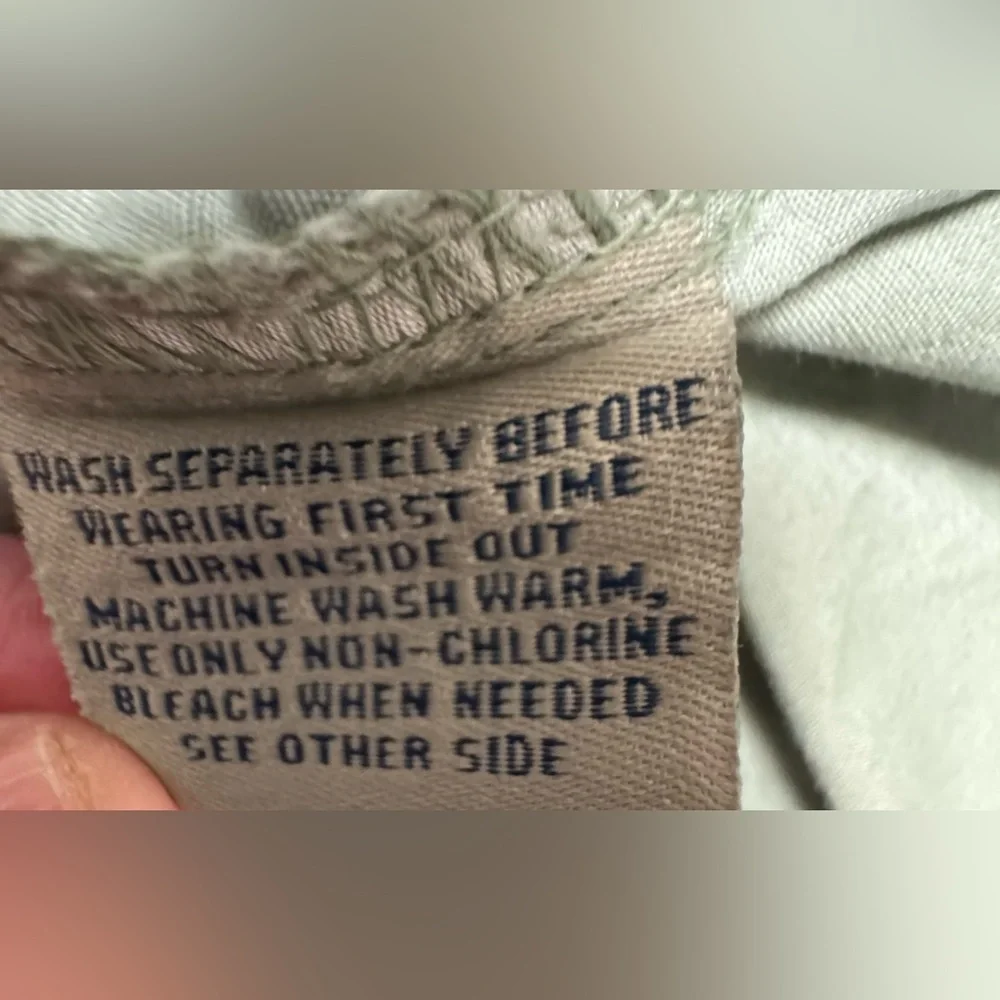 WASH SEPARATELY BEFORE
WEARING FIRST TIME
TURN INSIDE OUT
MACHINE WASH WARM,
USE ONLY NON-CHLORINE
BLEACH WHEN NEEDED
SEE OTHER SIDE